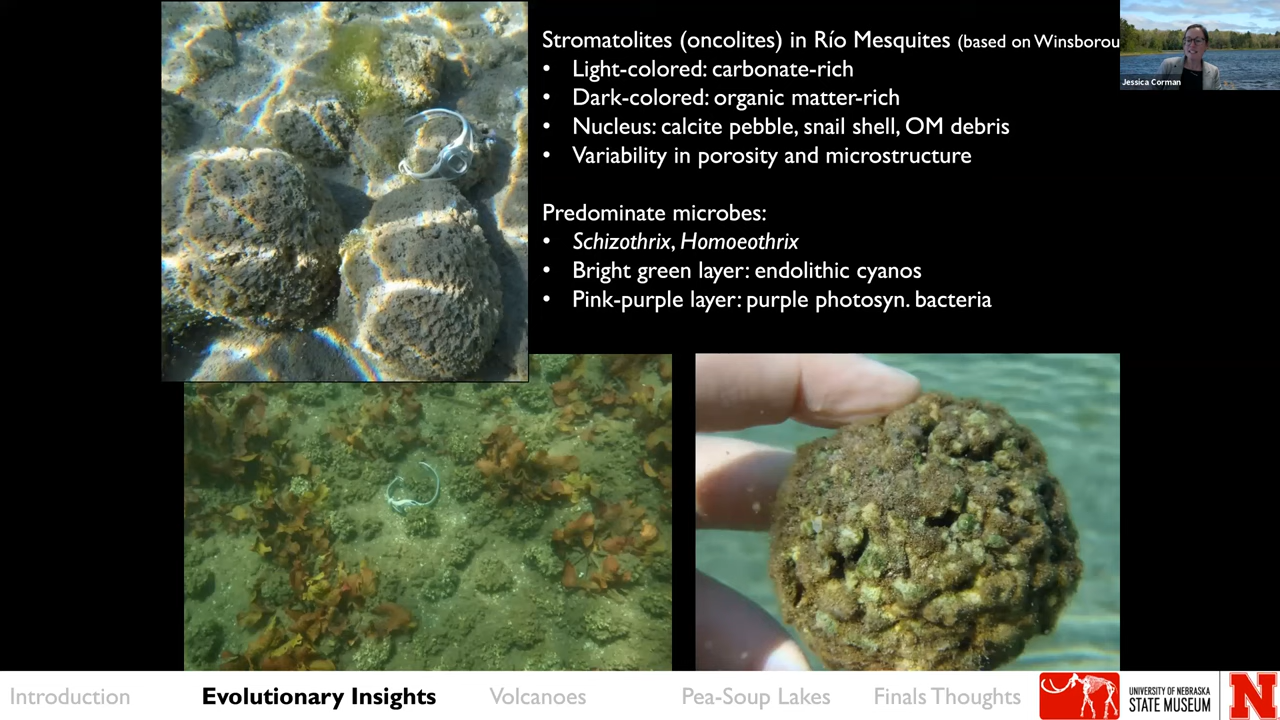 Stromatolites (oncolites) in Río Mesquites (based on
• Light-colored: carbonate-rich
• Dark-colored: organic matter-rich
• Nucleus: calcite pebble, snail shell, OM debris
• Variability in porosity and microstructure
Predominate microbes:
• Schizothrix, Homoeothrix
• Bright green layer: endolithic cyanos
• Pink-purple layer: purple photosyn. bacteria
Jessica Corman
Introduction
Evolutionary Insights
Volcanoes
Pea-Soup Lakes
Finals Thoughts
UNIVERSITY OF NEBRASKA
STATE MUSEUM
N